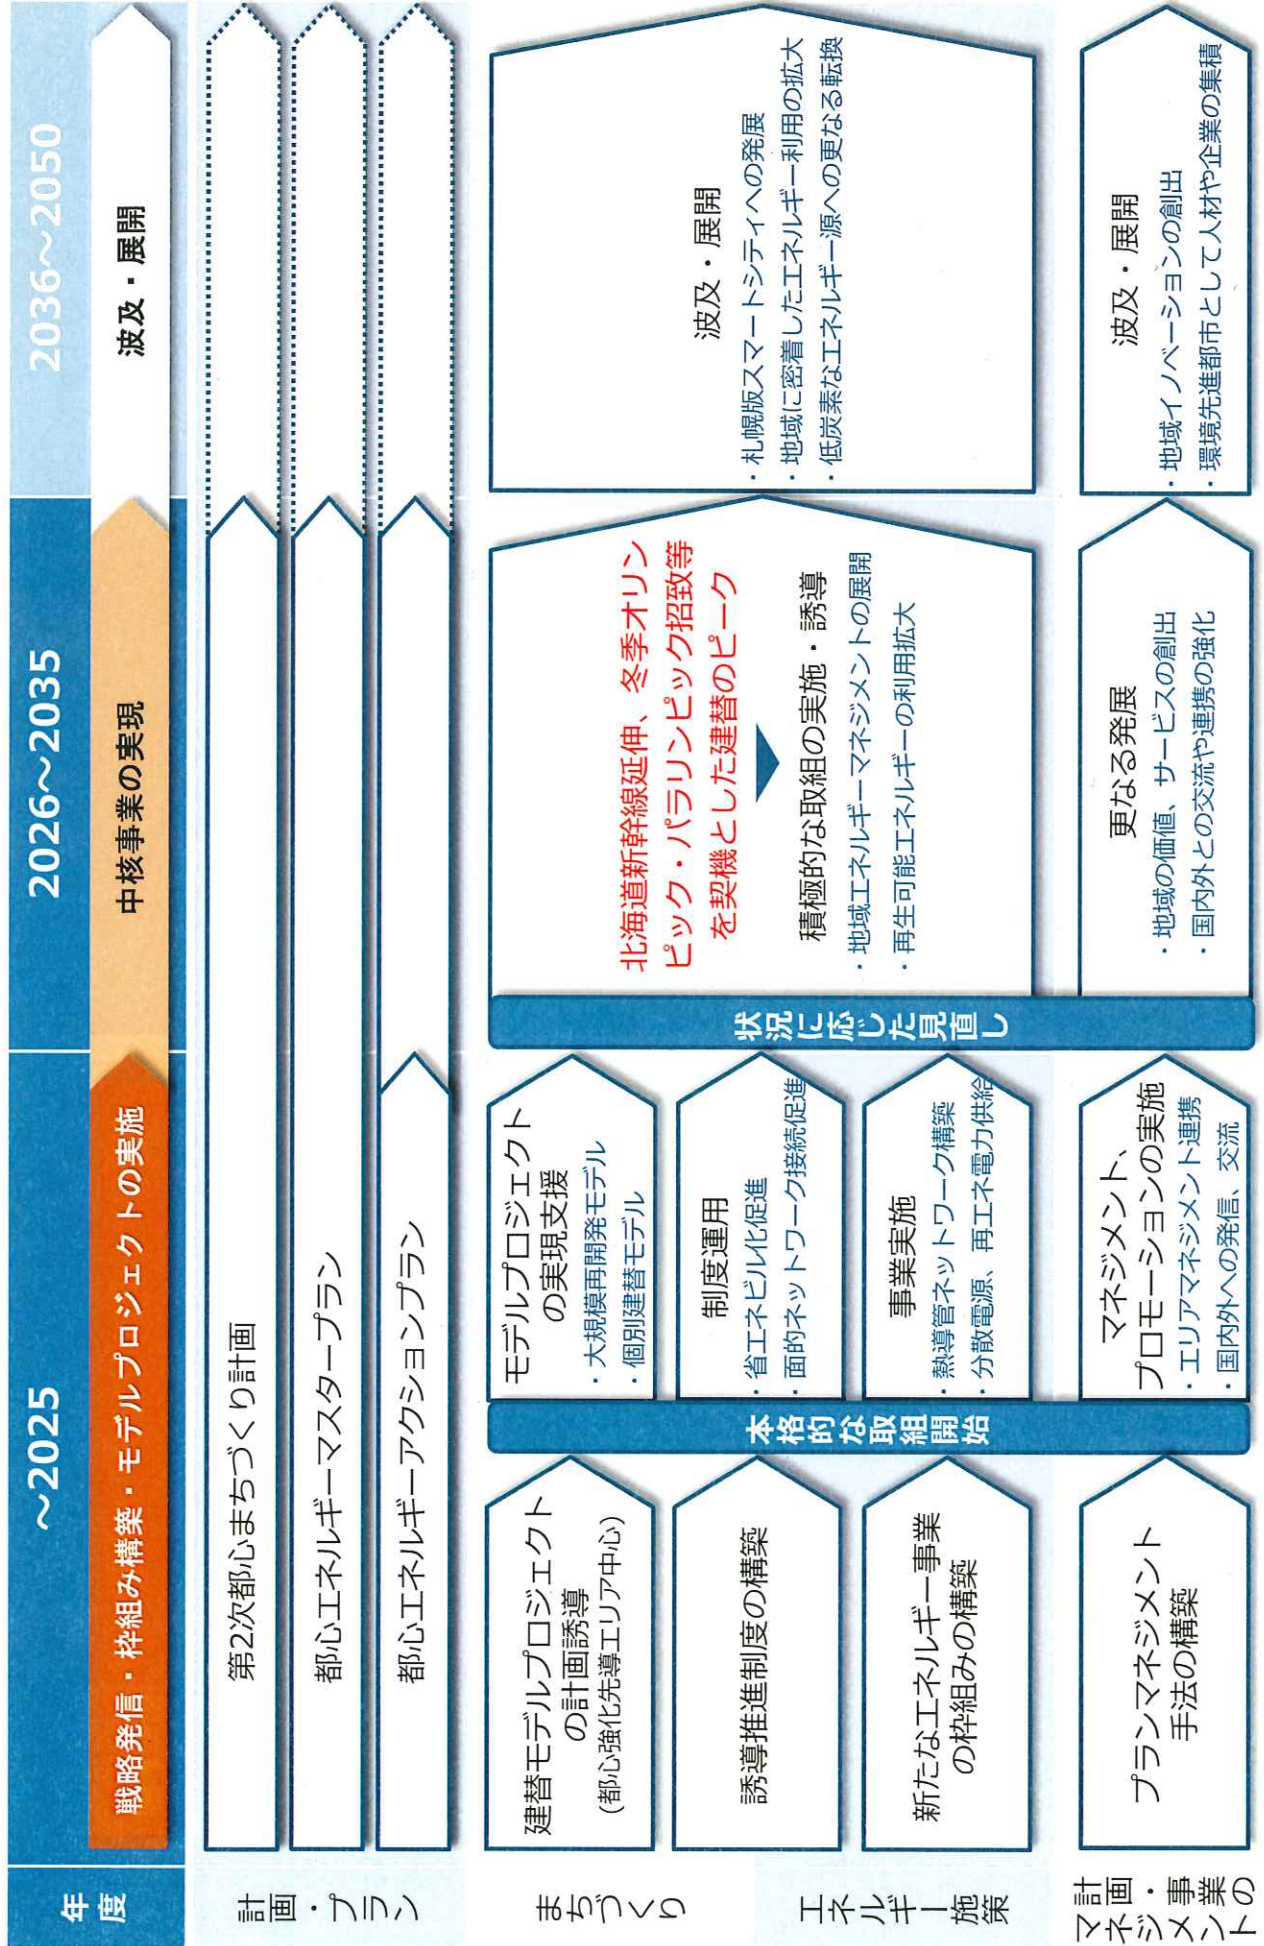 年度
～2025
2026～2035
2036～2050
戦略発信・枠組み構築・モデルプロジェクトの実施
中核事業の実現
波及・展開
計画・プラン
第2次都心まちづくり計画
都心エネルギーマスタープラン
都心エネルギーアクションプラン
まちづくり
エネルギー施策
建替モデルプロジェクト
の計画誘導
(都心強化先導エリア中心)
誘導推進制度の構築
新たなエネルギー事業
の枠組みの構築
本格的な取組開始
モデルプロジェクト
の実現支援
・大規模再開発モデル
・個別建替モデル
制度運用
・省エネビル化促進
・面的ネットワーク接続促進
事業実施
・熱導管ネットワーク構築
・分散電源、再エネ電力供給
状況に応じた見直し
北海道新幹線延伸、冬季オリン
ピック・パラリンピック招致等
を契機とした建替のピーク
積極的な取組の実施・誘導
・地域エネルギーマネジメントの展開
・再生可能エネルギーの利用拡大
波及・展開
・札幌版スマートシティへの発展
・地域に密着したエネルギー利用の拡大
・低炭素なエネルギー源への更なる転換
計画・事業の
マネジメント
プランマネジメント
手法の構築
マネジメント、
プロモーションの実施
・エリアマネジメント連携
・国内外への発信、交流
更なる発展
・地域の価値、サービスの創出
・国内外との交流や連携の強化
波及・展開
・地域イノベーションの創出
・環境先進都市として人材や企業の集積